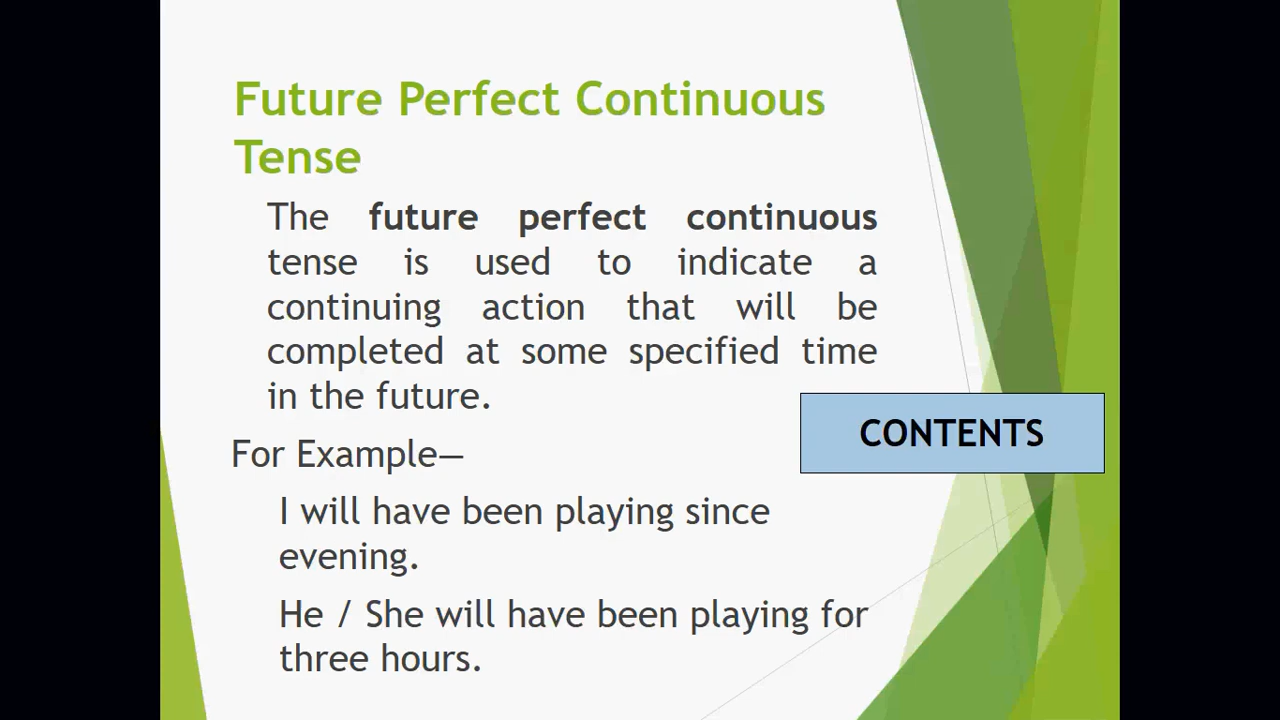 Future Perfect Continuous
Tense
The future perfect continuous
tense is used to indicate a
continuing action that will be
completed at some specified time
in the future.
CONTENTS
For Example—
I will have been playing since
evening.
He / She will have been playing for
three hours.